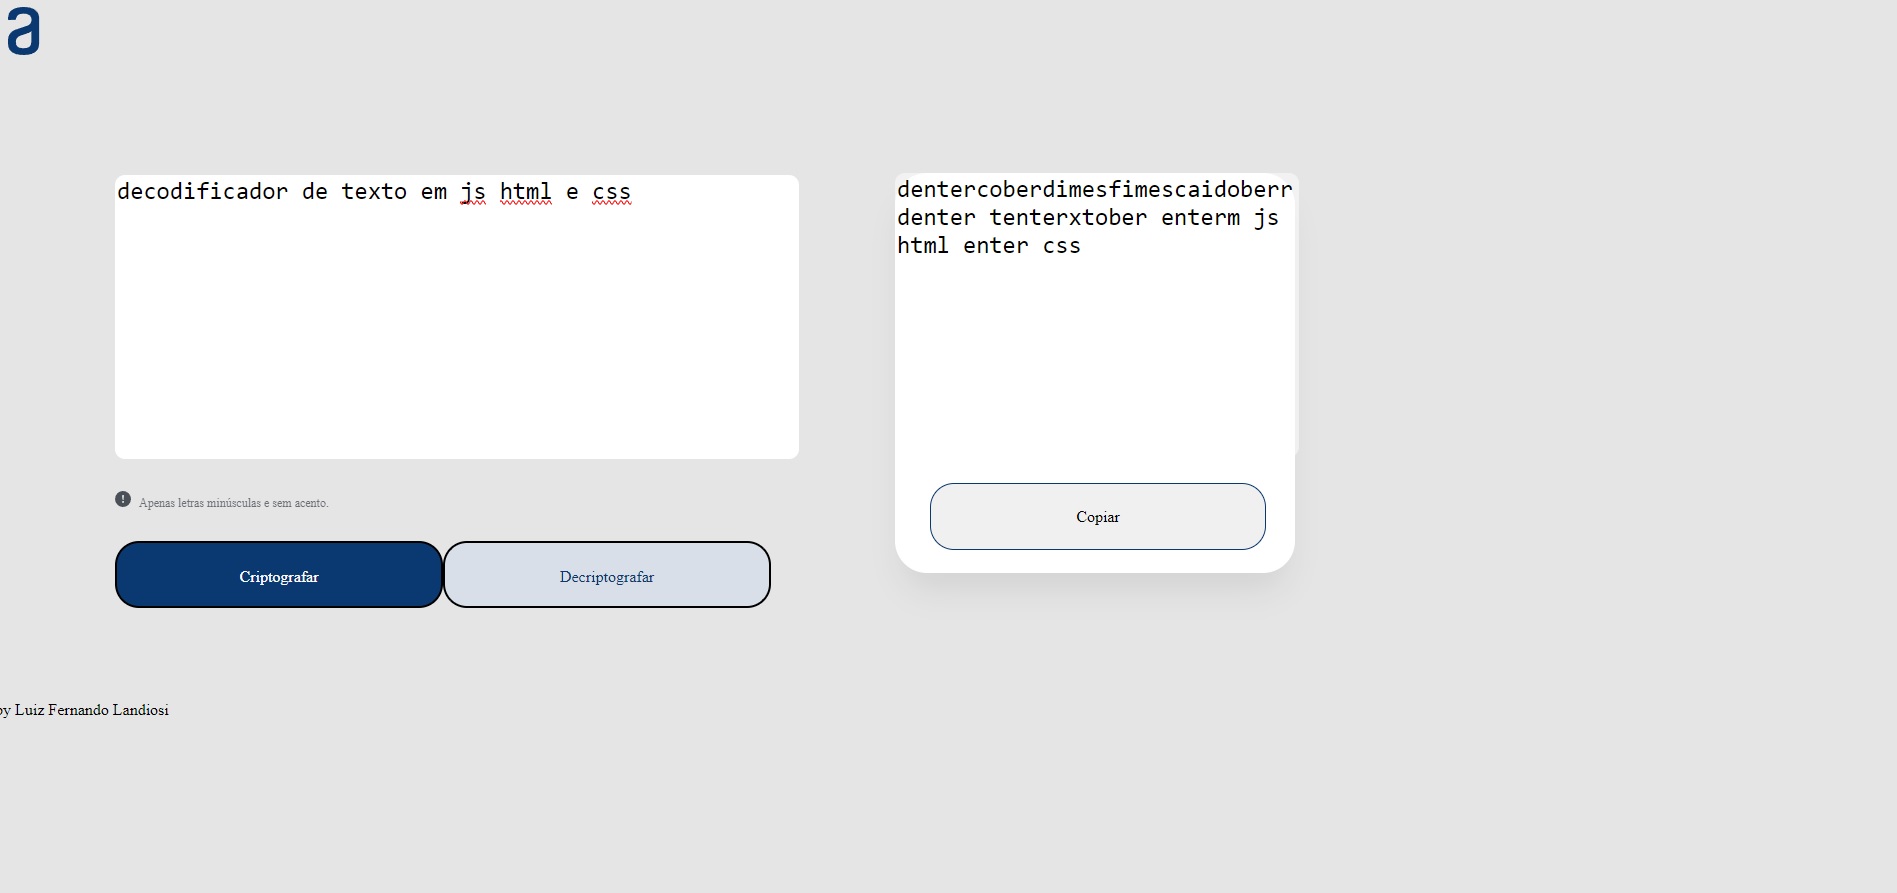 a
decodificador de texto em js html e css
dentercoberdimesfimescaidoberr
denter tenterxtober enterm js
html enter css
Apenas letras minúsculas e sem acento.
Copiar
Criptografar
Decriptografar
by Luiz Fernando Landiosi